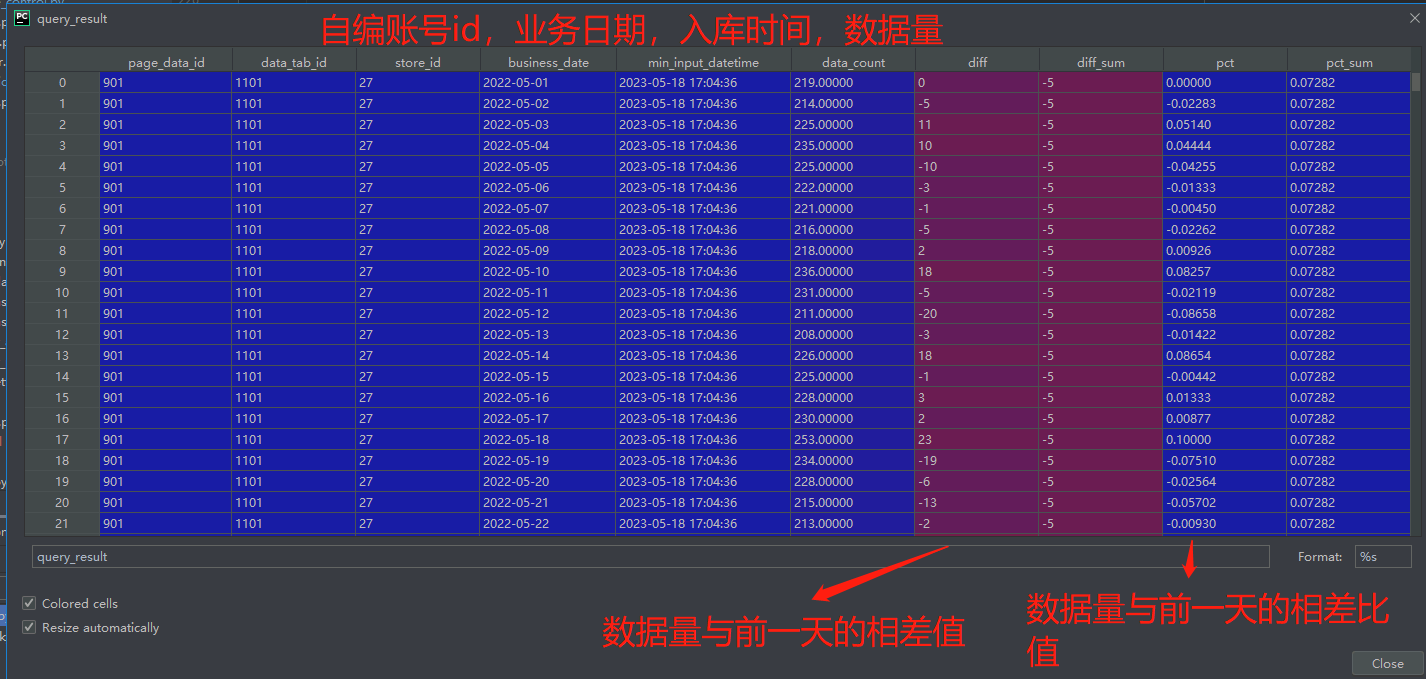 control.py
PC query_result
自编账号id，业务日期，入库时间，数据量
page_data_id data_tab_id store_id business_date min_input_datetime data_count diff diff_sum pct pct_sum
0 901 1101 27 2022-05-01 2023-05-18 17:04:36 219.00000 0 -5 0.00000 0.07282
1 901 1101 27 2022-05-02 2023-05-18 17:04:36 214.00000 -5 -5 -0.02283 0.07282
2 901 1101 27 2022-05-03 2023-05-18 17:04:36 225.00000 11 -5 0.05140 0.07282
3 901 1101 27 2022-05-04 2023-05-18 17:04:36 235.00000 10 -5 0.04444 0.07282
4 901 1101 27 2022-05-05 2023-05-18 17:04:36 225.00000 -10 -5 -0.04255 0.07282
5 901 1101 27 2022-05-06 2023-05-18 17:04:36 222.00000 -3 -5 -0.01333 0.07282
6 901 1101 27 2022-05-07 2023-05-18 17:04:36 221.00000 -1 -5 -0.00450 0.07282
7 901 1101 27 2022-05-08 2023-05-18 17:04:36 216.00000 -5 -5 -0.02262 0.07282
8 901 1101 27 2022-05-09 2023-05-18 17:04:36 218.00000 2 -5 0.00926 0.07282
9 901 1101 27 2022-05-10 2023-05-18 17:04:36 236.00000 18 -5 0.08257 0.07282
10 901 1101 27 2022-05-11 2023-05-18 17:04:36 231.00000 -5 -5 -0.02119 0.07282
11 901 1101 27 2022-05-12 2023-05-18 17:04:36 211.00000 -20 -5 -0.08658 0.07282
12 901 1101 27 2022-05-13 2023-05-18 17:04:36 208.00000 -3 -5 -0.01422 0.07282
13 901 1101 27 2022-05-14 2023-05-18 17:04:36 226.00000 18 -5 0.08654 0.07282
14 901 1101 27 2022-05-15 2023-05-18 17:04:36 225.00000 -1 -5 -0.00442 0.07282
15 901 1101 27 2022-05-16 2023-05-18 17:04:36 228.00000 3 -5 0.01333 0.07282
16 901 1101 27 2022-05-17 2023-05-18 17:04:36 230.00000 2 -5 0.00877 0.07282
17 901 1101 27 2022-05-18 2023-05-18 17:04:36 253.00000 23 -5 0.10000 0.07282
18 901 1101 27 2022-05-19 2023-05-18 17:04:36 234.00000 -19 -5 -0.07510 0.07282
19 901 1101 27 2022-05-20 2023-05-18 17:04:36 228.00000 -6 -5 -0.02564 0.07282
20 901 1101 27 2022-05-21 2023-05-18 17:04:36 215.00000 -13 -5 -0.05702 0.07282
21 901 1101 27 2022-05-22 2023-05-18 17:04:36 213.00000 -2 -5 -0.00930 0.07282
query_result Format: %s
Colored cells
Resize automatically
数据量与前一天的相差值
数据量与前一天的相差比
值
Close